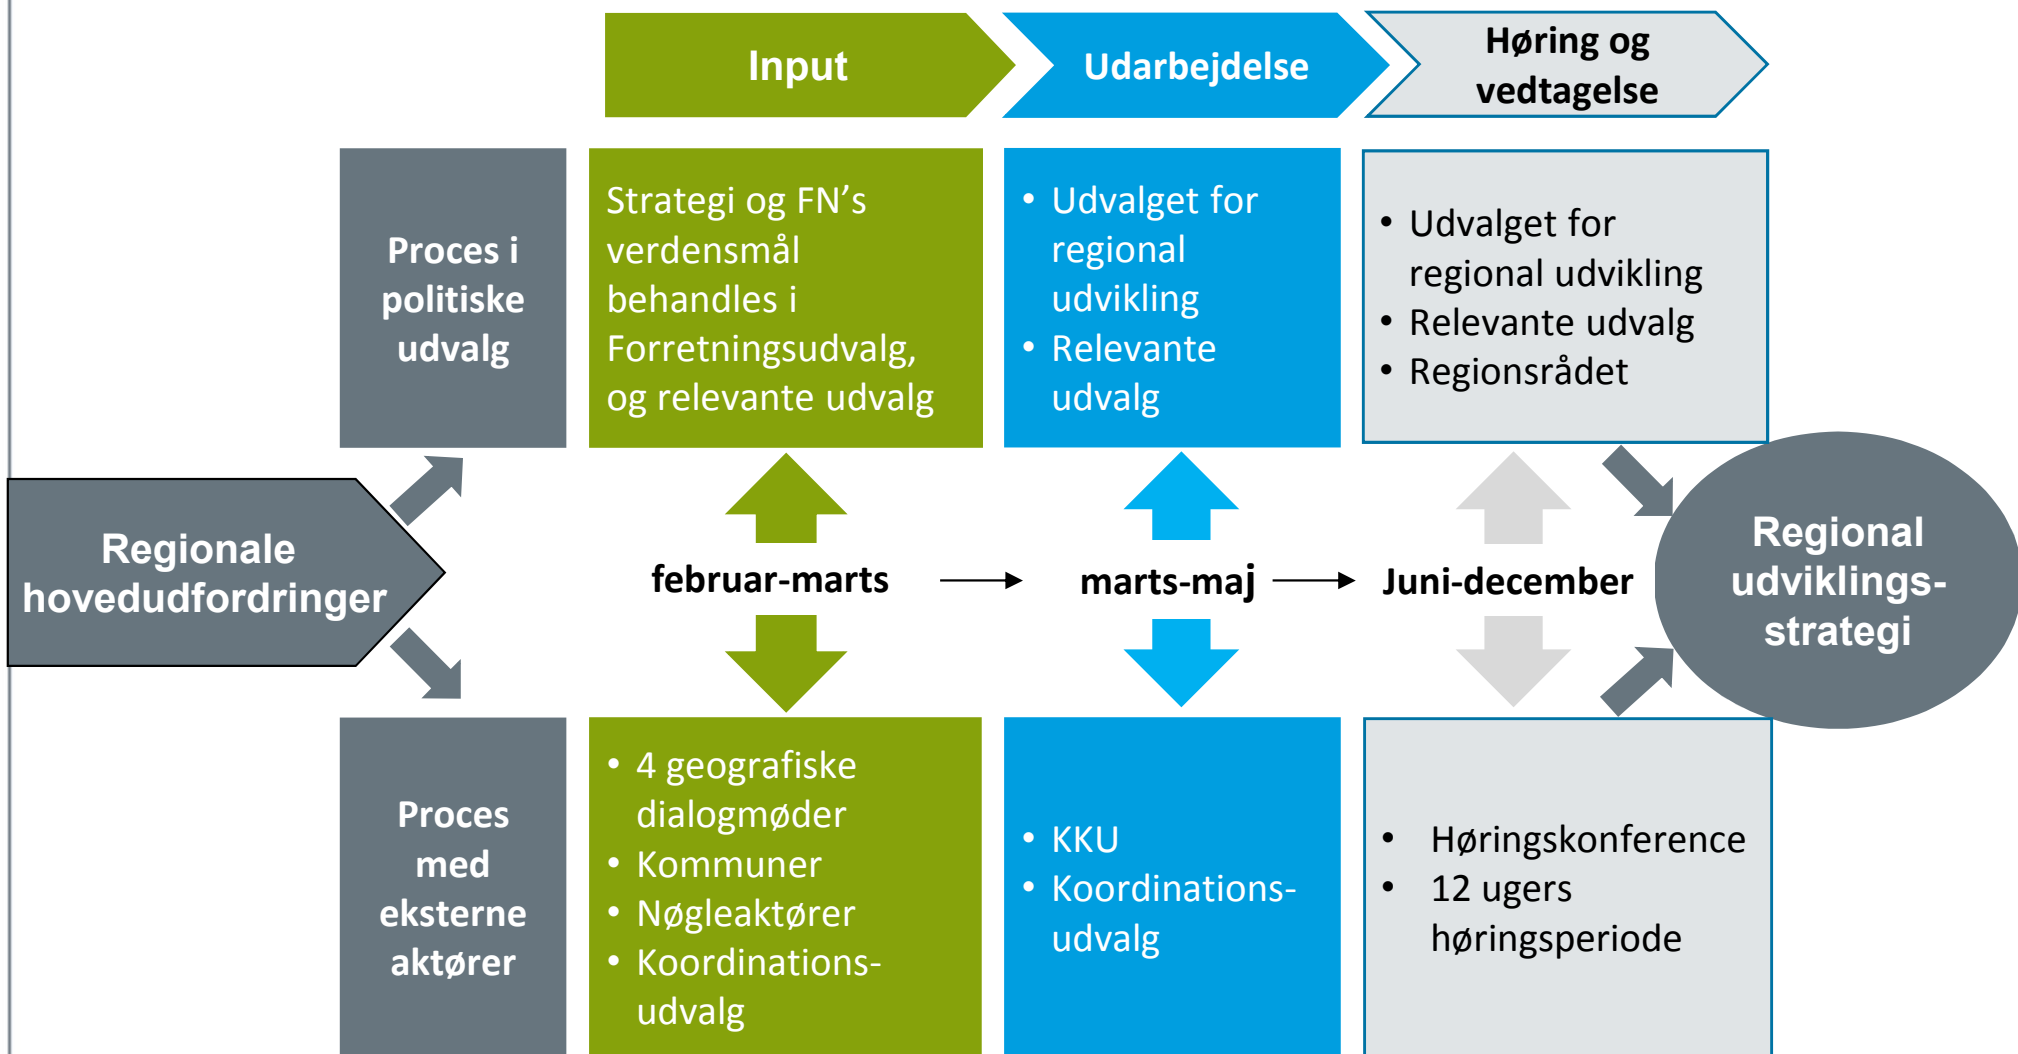 Input
Udarbejdelse
Høring og
vedtagelse
Proces i
politiske
udvalg
Strategi og FN’s
verdensmål
behandles i
Forretningsudvalg,
og relevante udvalg
• Udvalget for
regional
udvikling
• Relevante
udvalg
• Udvalget for
regional udvikling
• Relevante udvalg
• Regionsrådet
Regionale
hovedudfordringer
februar-marts
marts-maj
Juni-december
Regional
udviklings-
strategi
Proces
med
eksterne
aktører
• 4 geografiske
dialogmøder
• Kommuner
• Nøgleaktører
• Koordinations-
udvalg
• KKU
• Koordinations-
udvalg
• Høringskonference
• 12 ugers
høringsperiode